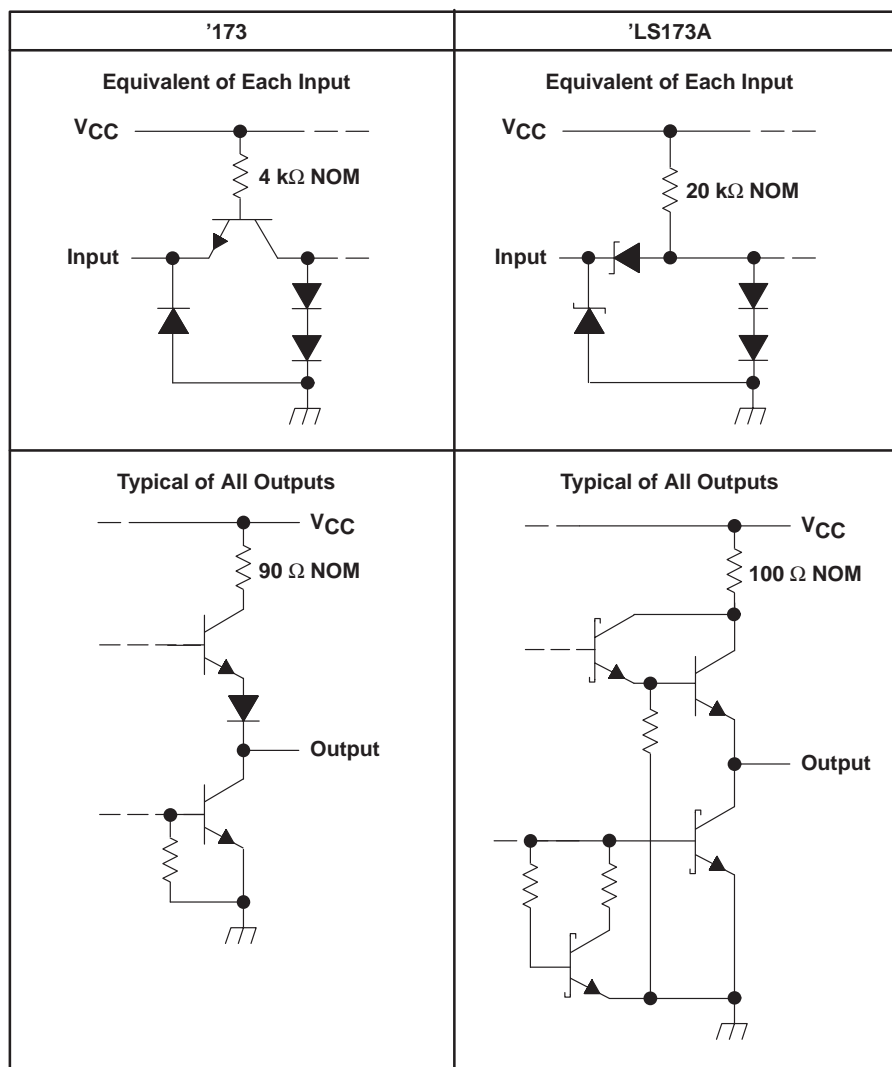 ’173
’LS173A
Equivalent of Each Input
VCC
4 kΩ NOM
Input
Equivalent of Each Input
VCC
20 kΩ NOM
Input
Typical of All Outputs
VCC
90 Ω NOM
Output
Typical of All Outputs
VCC
100 Ω NOM
Output